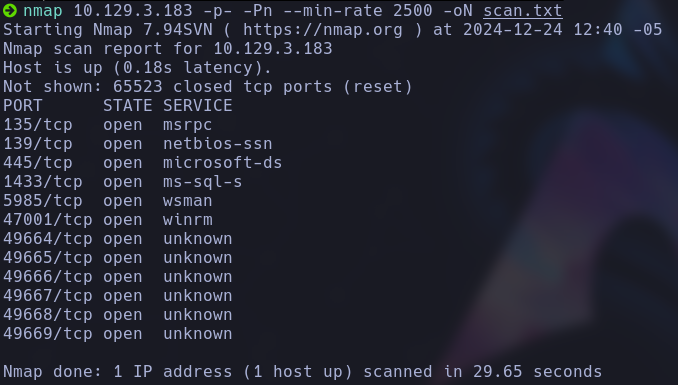 nmap 10.129.3.183 -p- -Pn --min-rate 2500 -oN scan.txt
Starting Nmap 7.94SVN ( https://nmap.org ) at 2024-12-24 12:40 -05
Nmap scan report for 10.129.3.183
Host is up (0.18s latency).
Not shown: 65523 closed tcp ports (reset)
PORT      STATE SERVICE
135/tcp   open  msrpc
139/tcp   open  netbios-ssn
445/tcp   open  microsoft-ds
1433/tcp  open  ms-sql-s
5985/tcp  open  wsman
47001/tcp open  winrm
49664/tcp open  unknown
49665/tcp open  unknown
49666/tcp open  unknown
49667/tcp open  unknown
49668/tcp open  unknown
49669/tcp open  unknown
Nmap done: 1 IP address (1 host up) scanned in 29.65 seconds